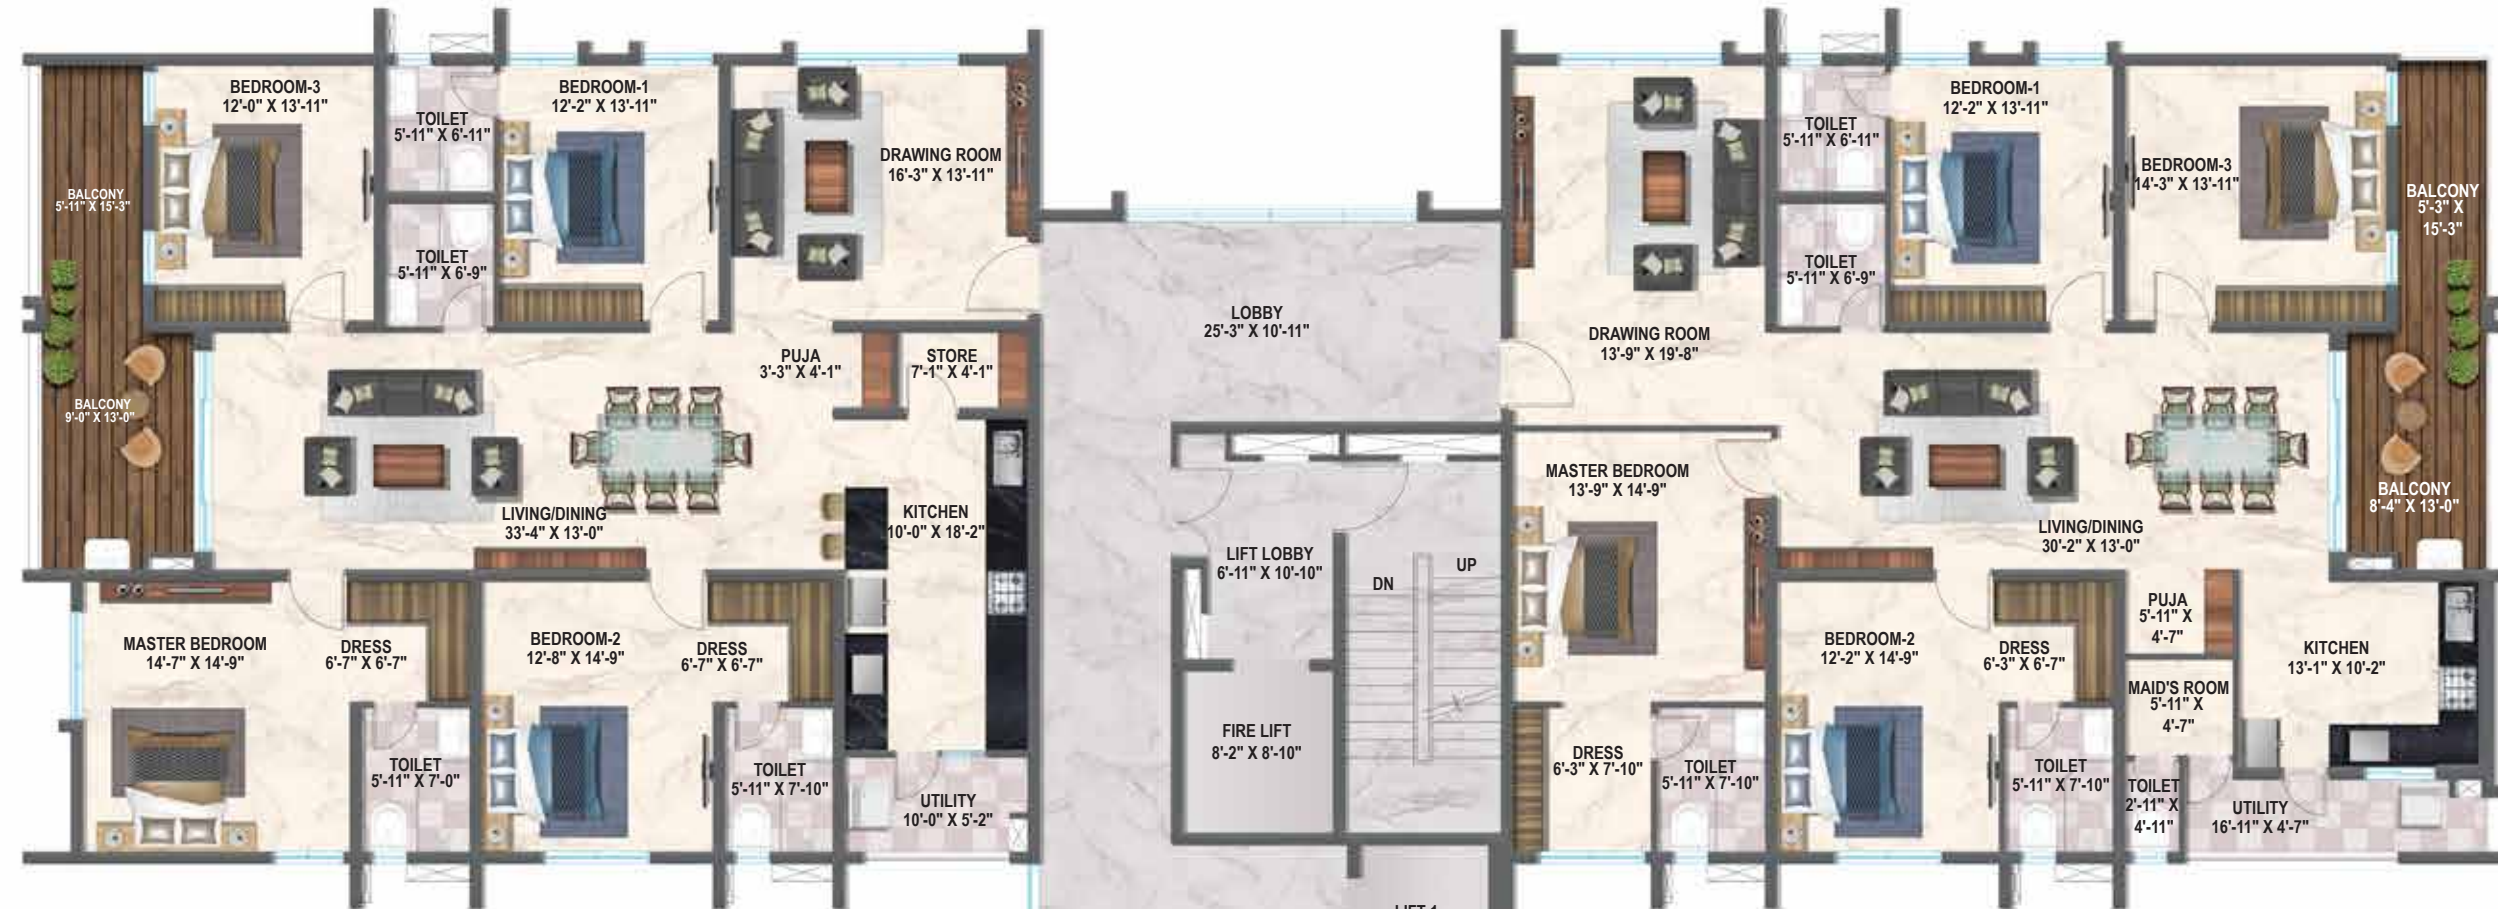 BEDROOM-3
12'-0" X 13'-11"
TOILET
5'-11" X 6'-11"
BEDROOM-1
12'-2" X 13'-11"
DRAWING ROOM
16'-3" X 13'-11"
BALCONY
5'-11" X 15'-3"
TOILET
5'-11" X 6'-9"
PUJA
3'-3" X 4'-1"
STORE
7'-1" X 4'-1"
BALCONY
9'-0" X 13'-0"
LIVING/DINING
33'-4" X 13'-0"
KITCHEN
10'-0" X 18'-2"
MASTER BEDROOM
14'-7" X 14'-9"
DRESS
6'-7" X 6'-7"
BEDROOM-2
12'-8" X 14'-9"
DRESS
6'-7" X 6'-7"
TOILET
5'-11" X 7'-0"
TOILET
5'-11" X 7'-10"
UTILITY
10'-0" X 5'-2"
LOBBY
25'-3" X 10'-11"
LIFT LOBBY
6'-11" X 10'-10"
DN
UP
FIRE LIFT
8'-2" X 8'-10"
LIFT 1
TOILET
5'-11" X 6'-11"
BEDROOM-1
12'-2" X 13'-11"
BEDROOM-3
14'-3" X 13'-11"
BALCONY
5'-3" X
15'-3"
TOILET
5'-11" X 6'-9"
DRAWING ROOM
13'-9" X 19'-8"
MASTER BEDROOM
13'-9" X 14'-9"
BALCONY
8'-4" X 13'-0"
LIVING/DINING
30'-2" X 13'-0"
PUJA
5'-11" X
4'-7"
BEDROOM-2
12'-2" X 14'-9"
DRESS
6'-3" X 6'-7"
KITCHEN
13'-1" X 10'-2"
MAID'S ROOM
5'-11" X
4'-7"
DRESS
6'-3" X 7'-10"
TOILET
5'-11" X 7'-10"
TOILET
5'-11" X 7'-10"
TOILET
2'-11" X
4'-11"
UTILITY
16'-11" X 4'-7"